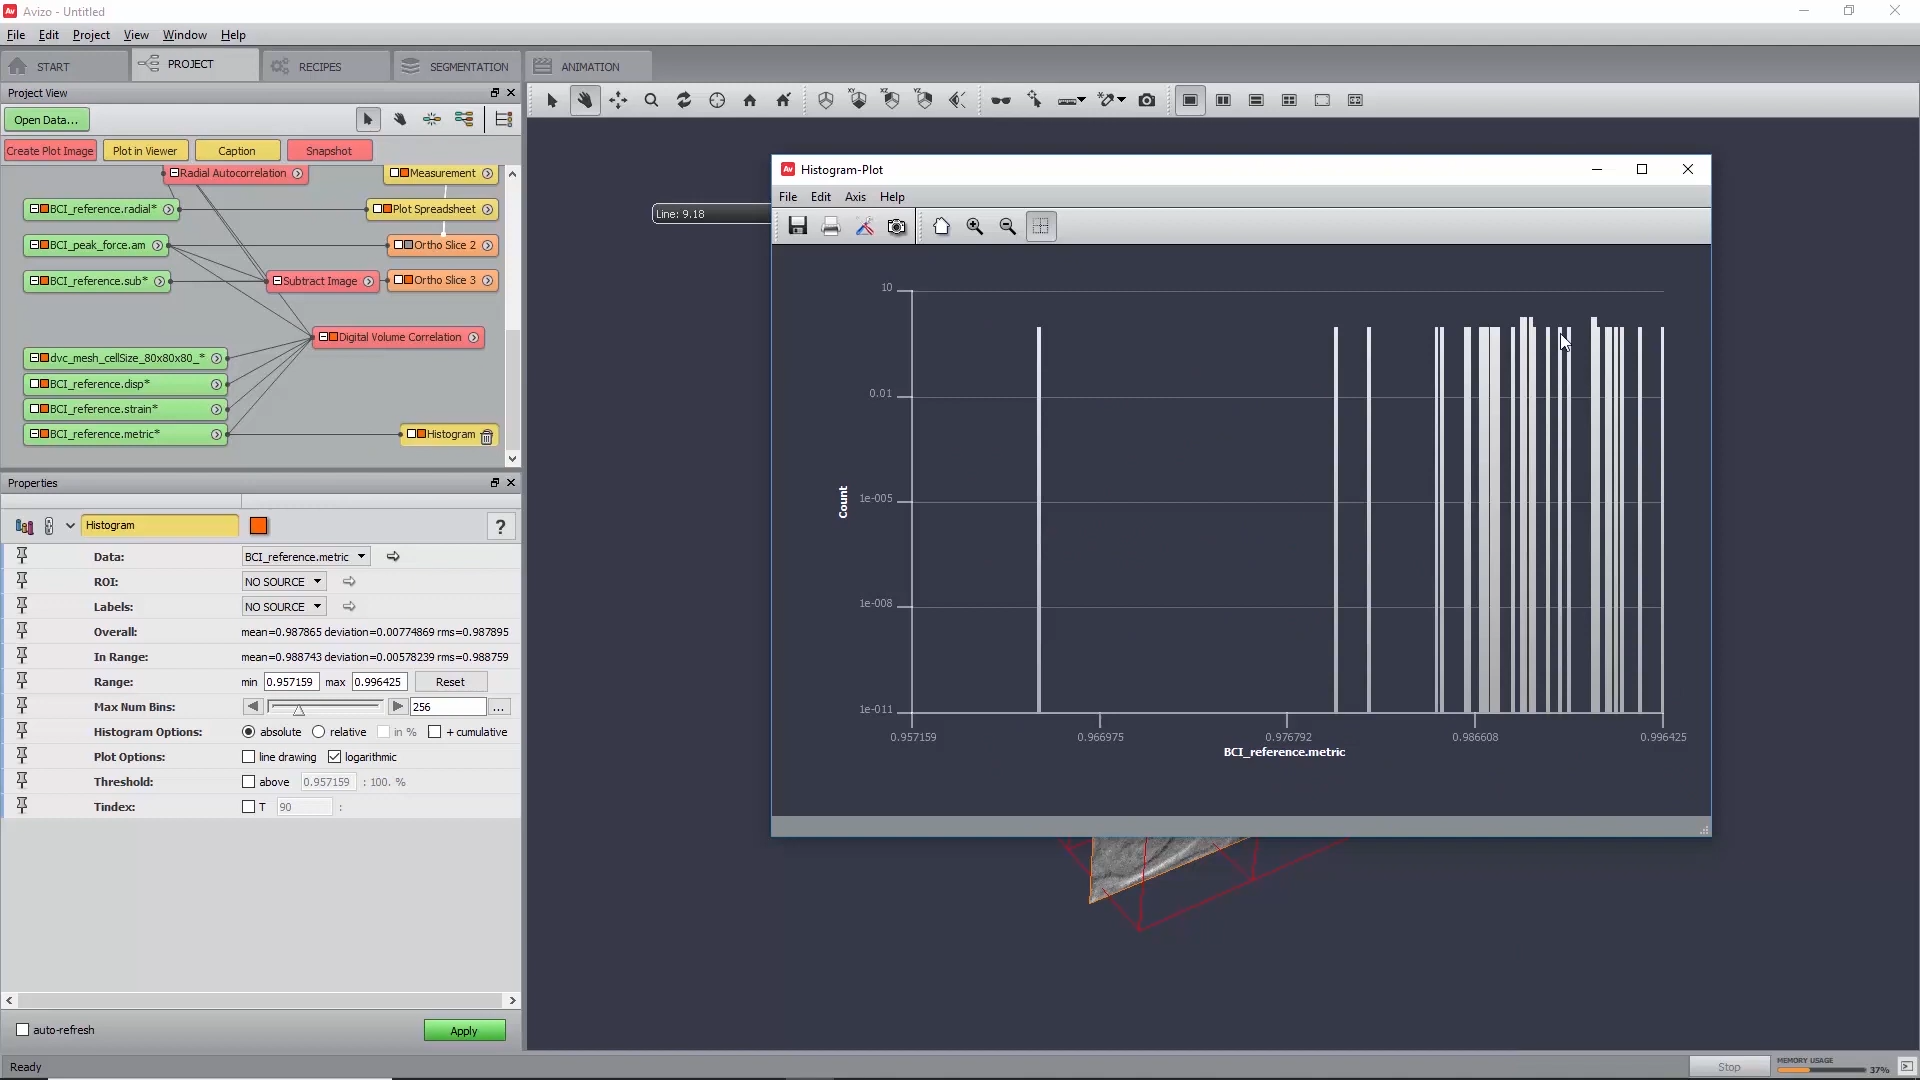 Avizo - Untitled
File Edit Project View Window Help
START PROJECT RECIPES SEGMENTATION ANIMATION
Project View
Open Data...
Create Plot Image Plot in Viewer Caption Snapshot
Radial Autocorrelation Measurement
BCI_reference.radial* Plot Spreadsheet
BCI_peak_force.am Ortho Slice 2
BCI_reference.sub* Subtract Image Ortho Slice 3
Digital Volume Correlation
dvc_mesh_cellSize_80x80x80_*
BCI_reference.disp*
BCI_reference.strain*
BCI_reference.metric* Histogram
Properties
Histogram ?
Data: BCI_reference.metric
ROI: NO SOURCE
Labels: NO SOURCE
Overall: mean=0.987865 deviation=0.00774869 rms=0.987895
In Range: mean=0.988743 deviation=0.00578239 rms=0.988759
Range: min 0.957159 max 0.996425 Reset
Max Num Bins: 256 ...
Histogram Options: absolute relative in % + cumulative
Plot Options: line drawing logarithmic
Threshold: above 0.957159 : 100. %
Tindex: T 90 :
auto-refresh Apply
Ready
XY XZ YZ
Line: 9.18
Histogram-Plot
File Edit Axis Help
10
0.01
1e-005
1e-008
1e-011
Count
0.957159 0.966975 0.976792 0.986608 0.996425
BCI_reference.metric
Stop MEMORY USAGE 37%